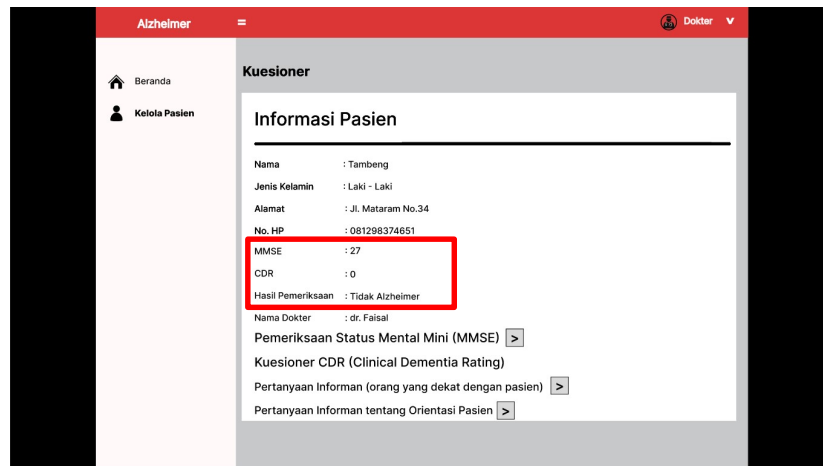 Alzheimer = Dokter v
Beranda
Kelola Pasien
Kuesioner
Informasi Pasien
Nama : Tambeng
Jenis Kelamin : Laki - Laki
Alamat : Jl. Mataram No.34
No. HP : 081298374651
MMSE : 27
CDR : 0
Hasil Pemeriksaan : Tidak Alzheimer
Nama Dokter : dr. Faisal
Pemeriksaan Status Mental Mini (MMSE) >
Kuesioner CDR (Clinical Dementia Rating)
Pertanyaan Informan (orang yang dekat dengan pasien) >
Pertanyaan Informan tentang Orientasi Pasien >